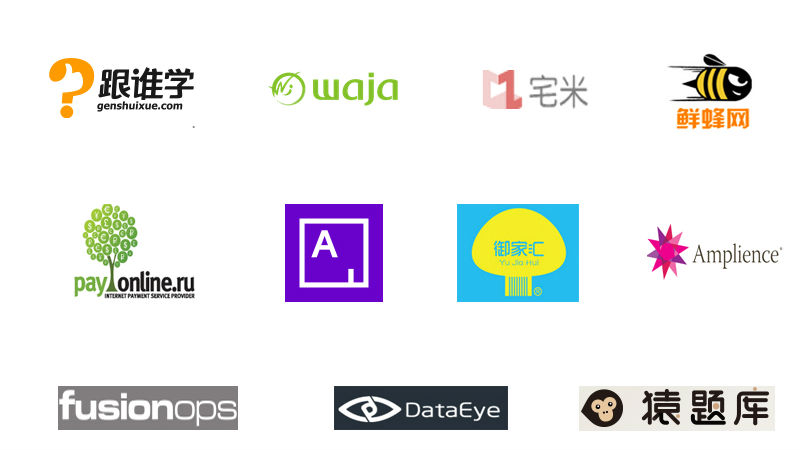 跟谁学
genshuixue.com
waja
宅米
鲜蜂网
payonline.ru
INTERNET PAYMENT SERVICE PROVIDER
A
御家汇
Yu Jia Hui
®
Amplience
fusionops
DataEye
猿题库